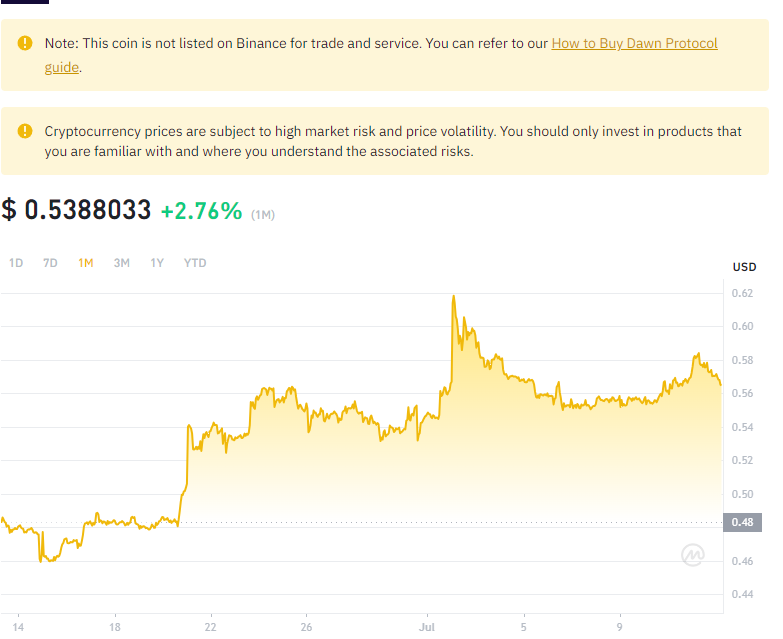 Note: This coin is not listed on Binance for trade and service. You can refer to our How to Buy Dawn Protocol
guide.
Cryptocurrency prices are subject to high market risk and price volatility. You should only invest in products that
you are familiar with and where you understand the associated risks.
$ 0.5388033 +2.76% (1M)
1D 7D 1M 3M 1Y YTD
USD
0.62
0.60
0.58
0.56
0.54
0.52
0.50
0.48
0.46
0.44
14 18 22 26 Jul 5 9